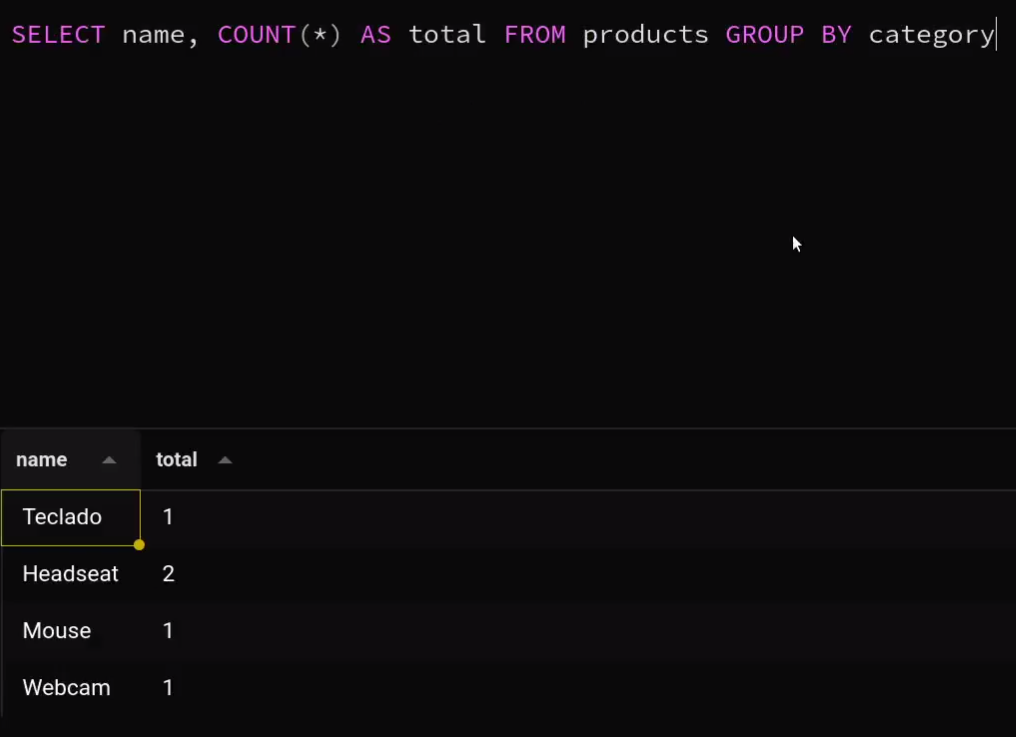 SELECT name, COUNT(*) AS total FROM products GROUP BY category
name total
Teclado 1
Headseat 2
Mouse 1
Webcam 1